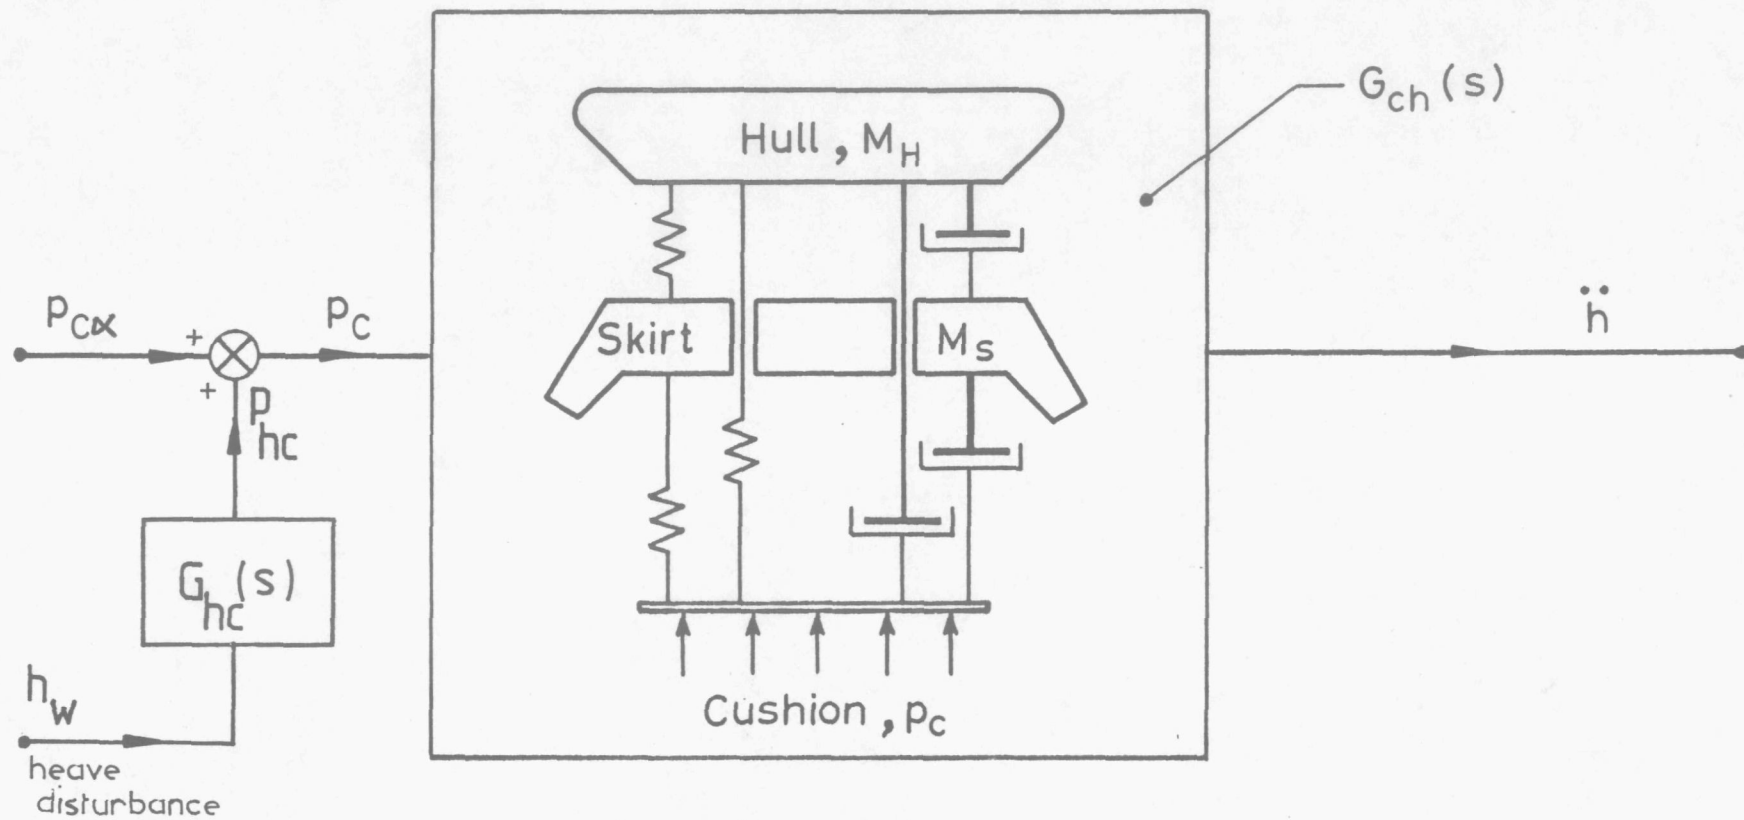 G_ch (s)
Hull , M_H
p_cα
+
+
p_c
ḧ
Skirt
M_s
p_hc
G_hc (s)
h_w
heave
disturbance
Cushion , p_c